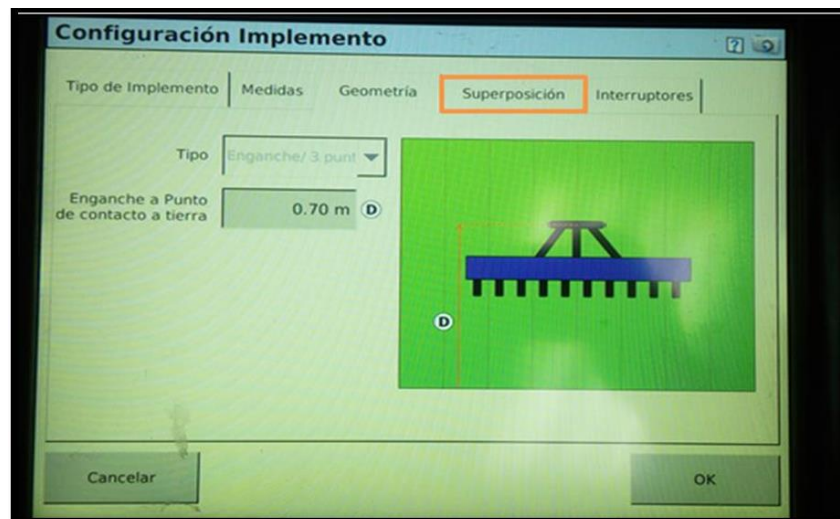 Configuración Implemento
?
Tipo de Implemento
Medidas
Geometría
Superposición
Interruptores
Tipo
Enganche/ 3 punt
Enganche a Punto
de contacto a tierra
0.70 m
D
D
Cancelar
OK